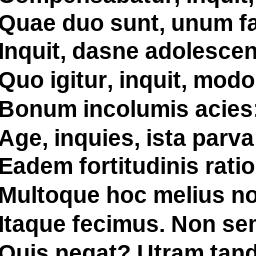 Compensabatur, inquit,
Quae duo sunt, unum fa
Inquit, dasne adolescen
Quo igitur, inquit, modo
Bonum incolumis acies:
Age, inquies, ista parva
Eadem fortitudinis ratio
Multoque hoc melius no
Itaque fecimus. Non ser
Quis negat? Utram tand